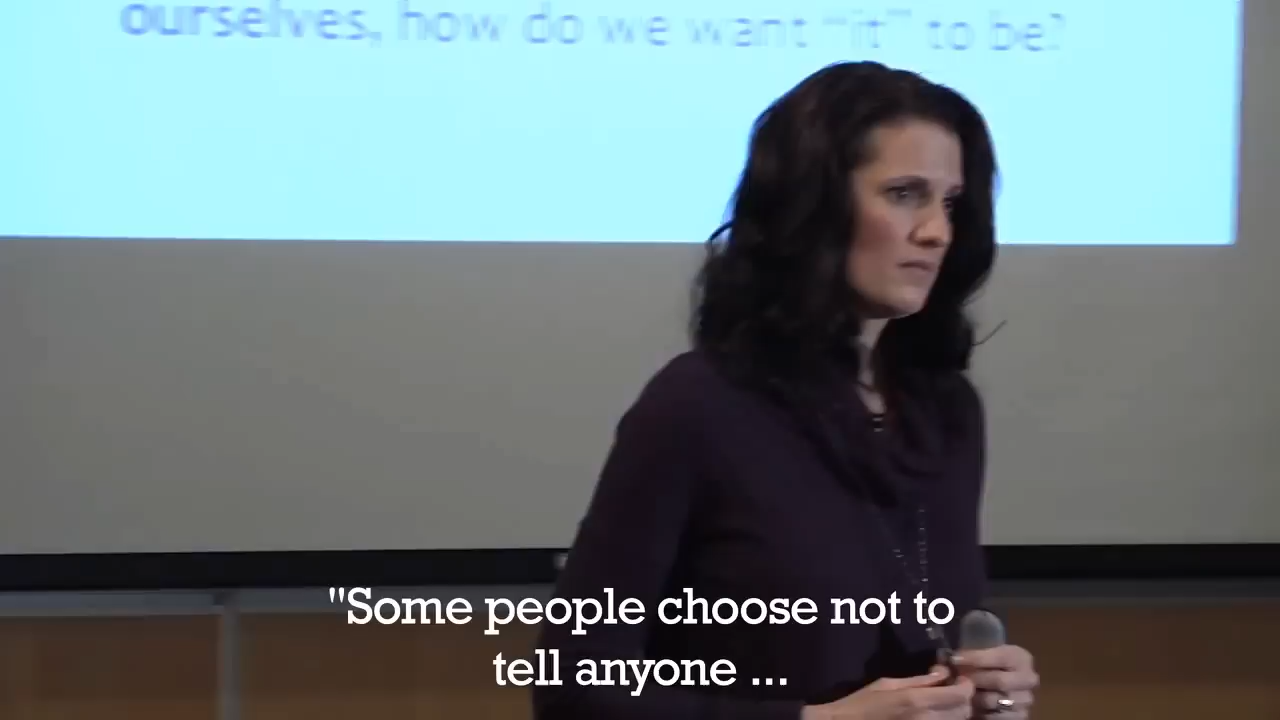 ourselves, how do we want “it” to be?
"Some people choose not to
tell anyone ...